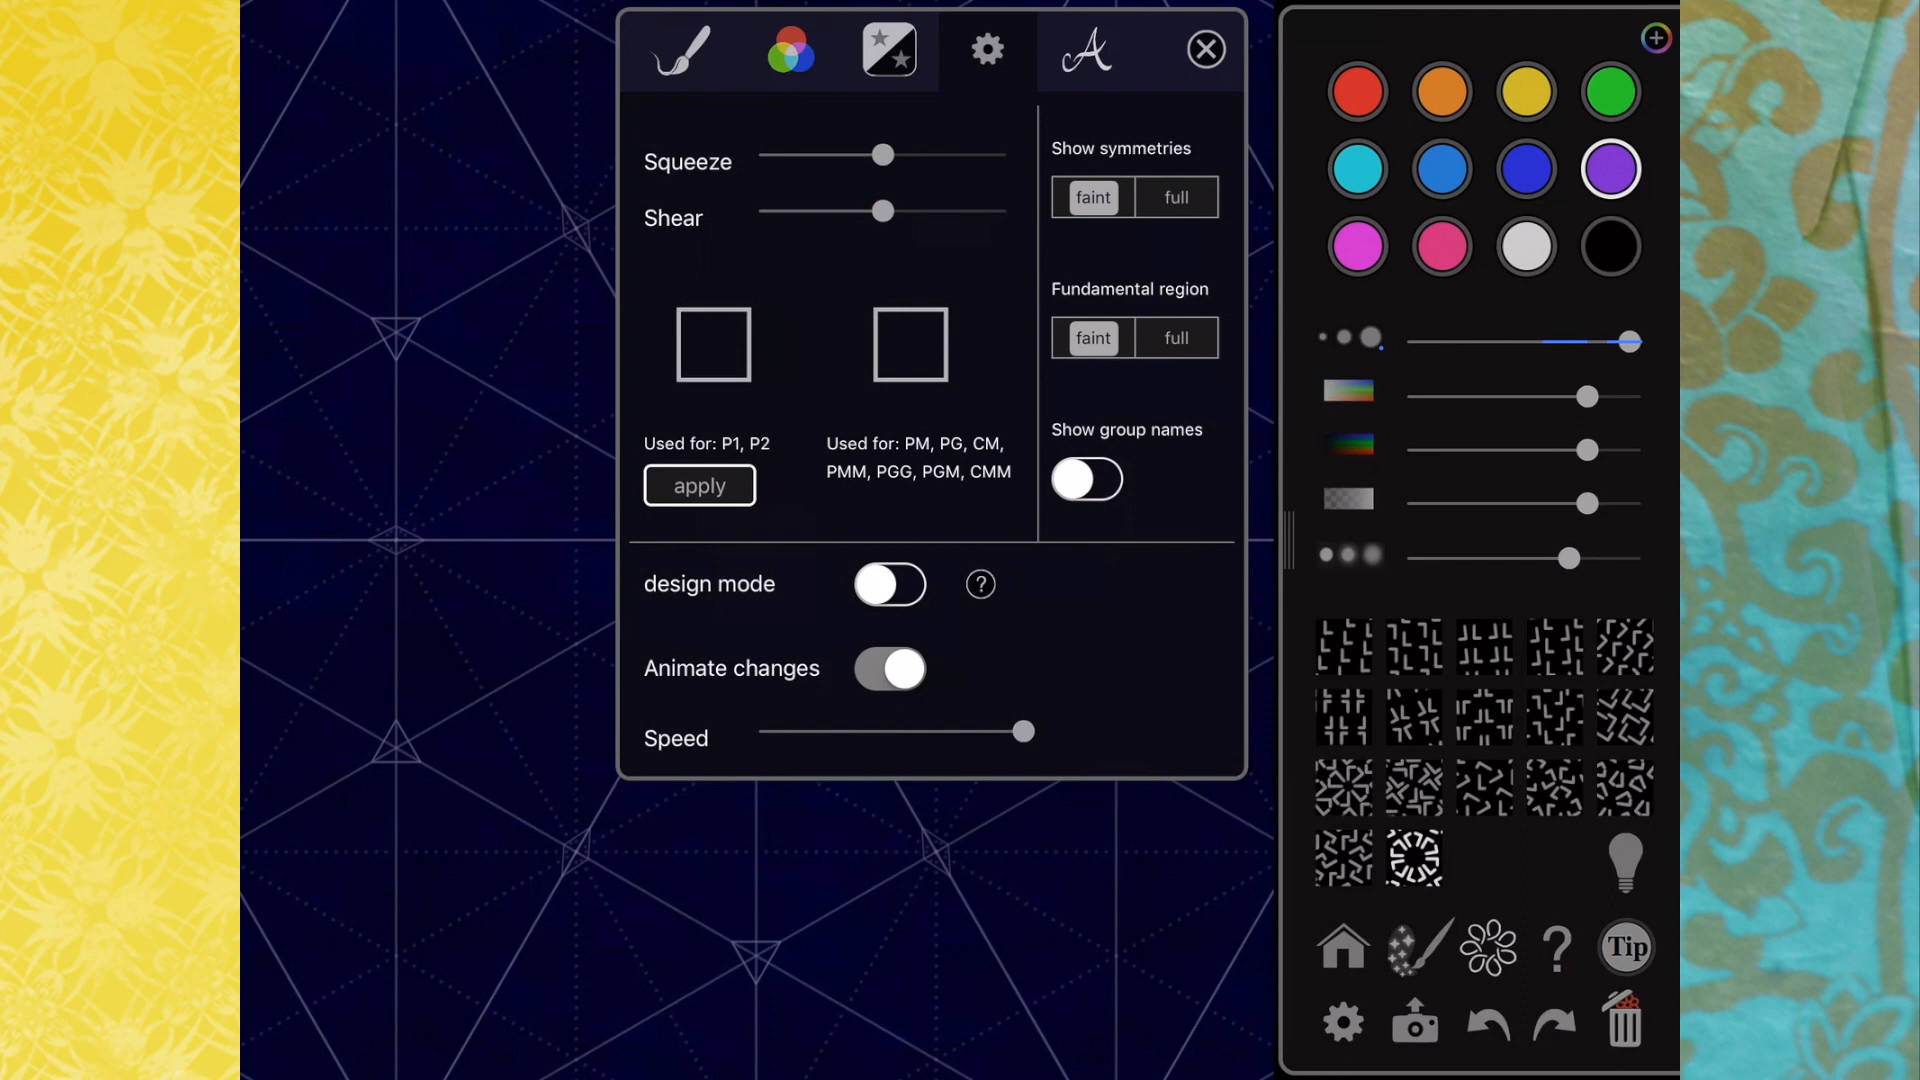 Squeeze
Shear
Used for: P1, P2
apply
Used for: PM, PG, CM,
PMM, PGG, PGM, CMM
Show symmetries
faint full
Fundamental region
faint full
Show group names
design mode ?
Animate changes
Speed
? Tip